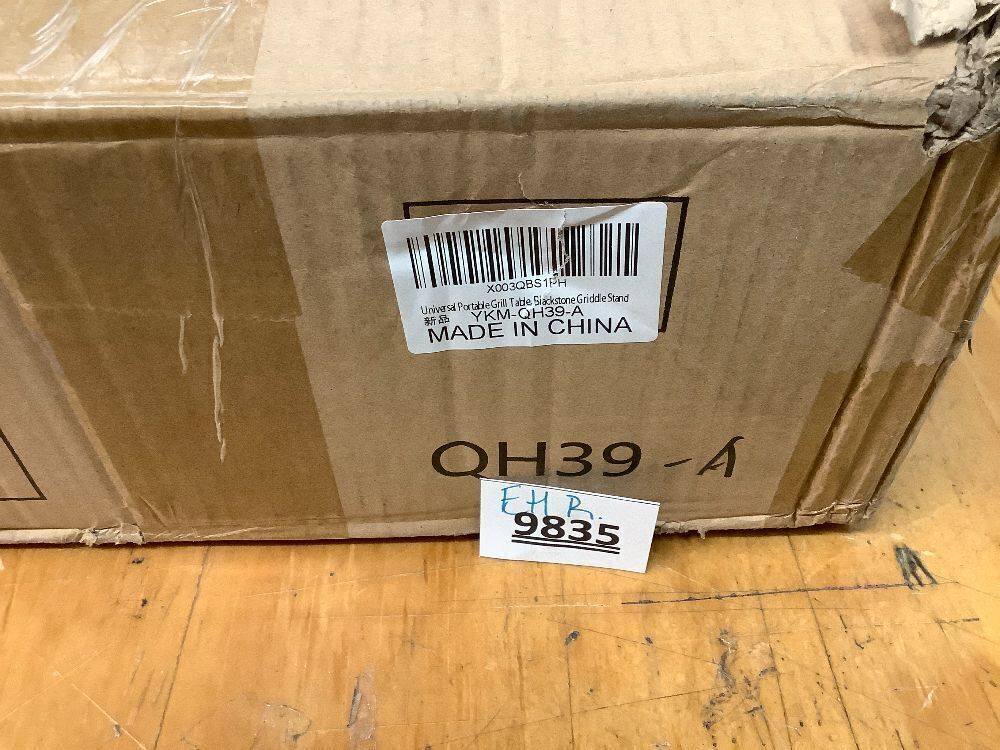 X003QBS1PH
Universal Portable Grill Table, Blackstone Griddle Stand
新品 YKM-QH39-A
MADE IN CHINA
QH39 -A
EHR.
9835